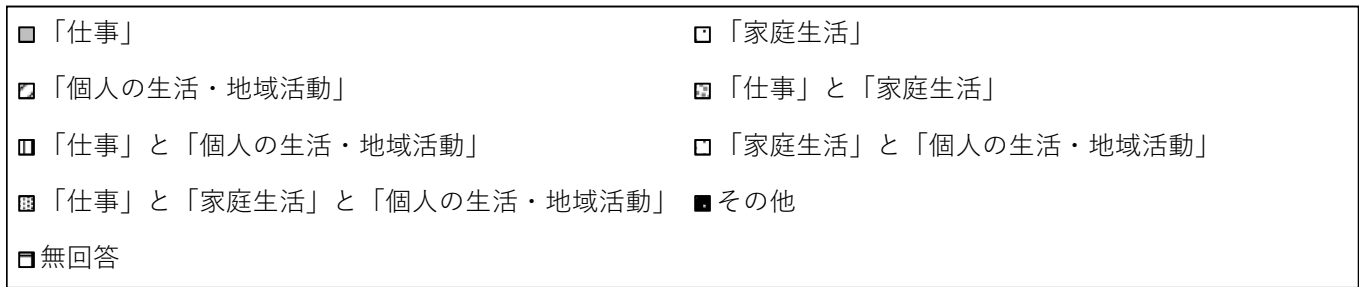 「仕事」 「家庭生活」
「個人の生活・地域活動」 「仕事」と「家庭生活」
「仕事」と「個人の生活・地域活動」 「家庭生活」と「個人の生活・地域活動」
「仕事」と「家庭生活」と「個人の生活・地域活動」 その他
無回答